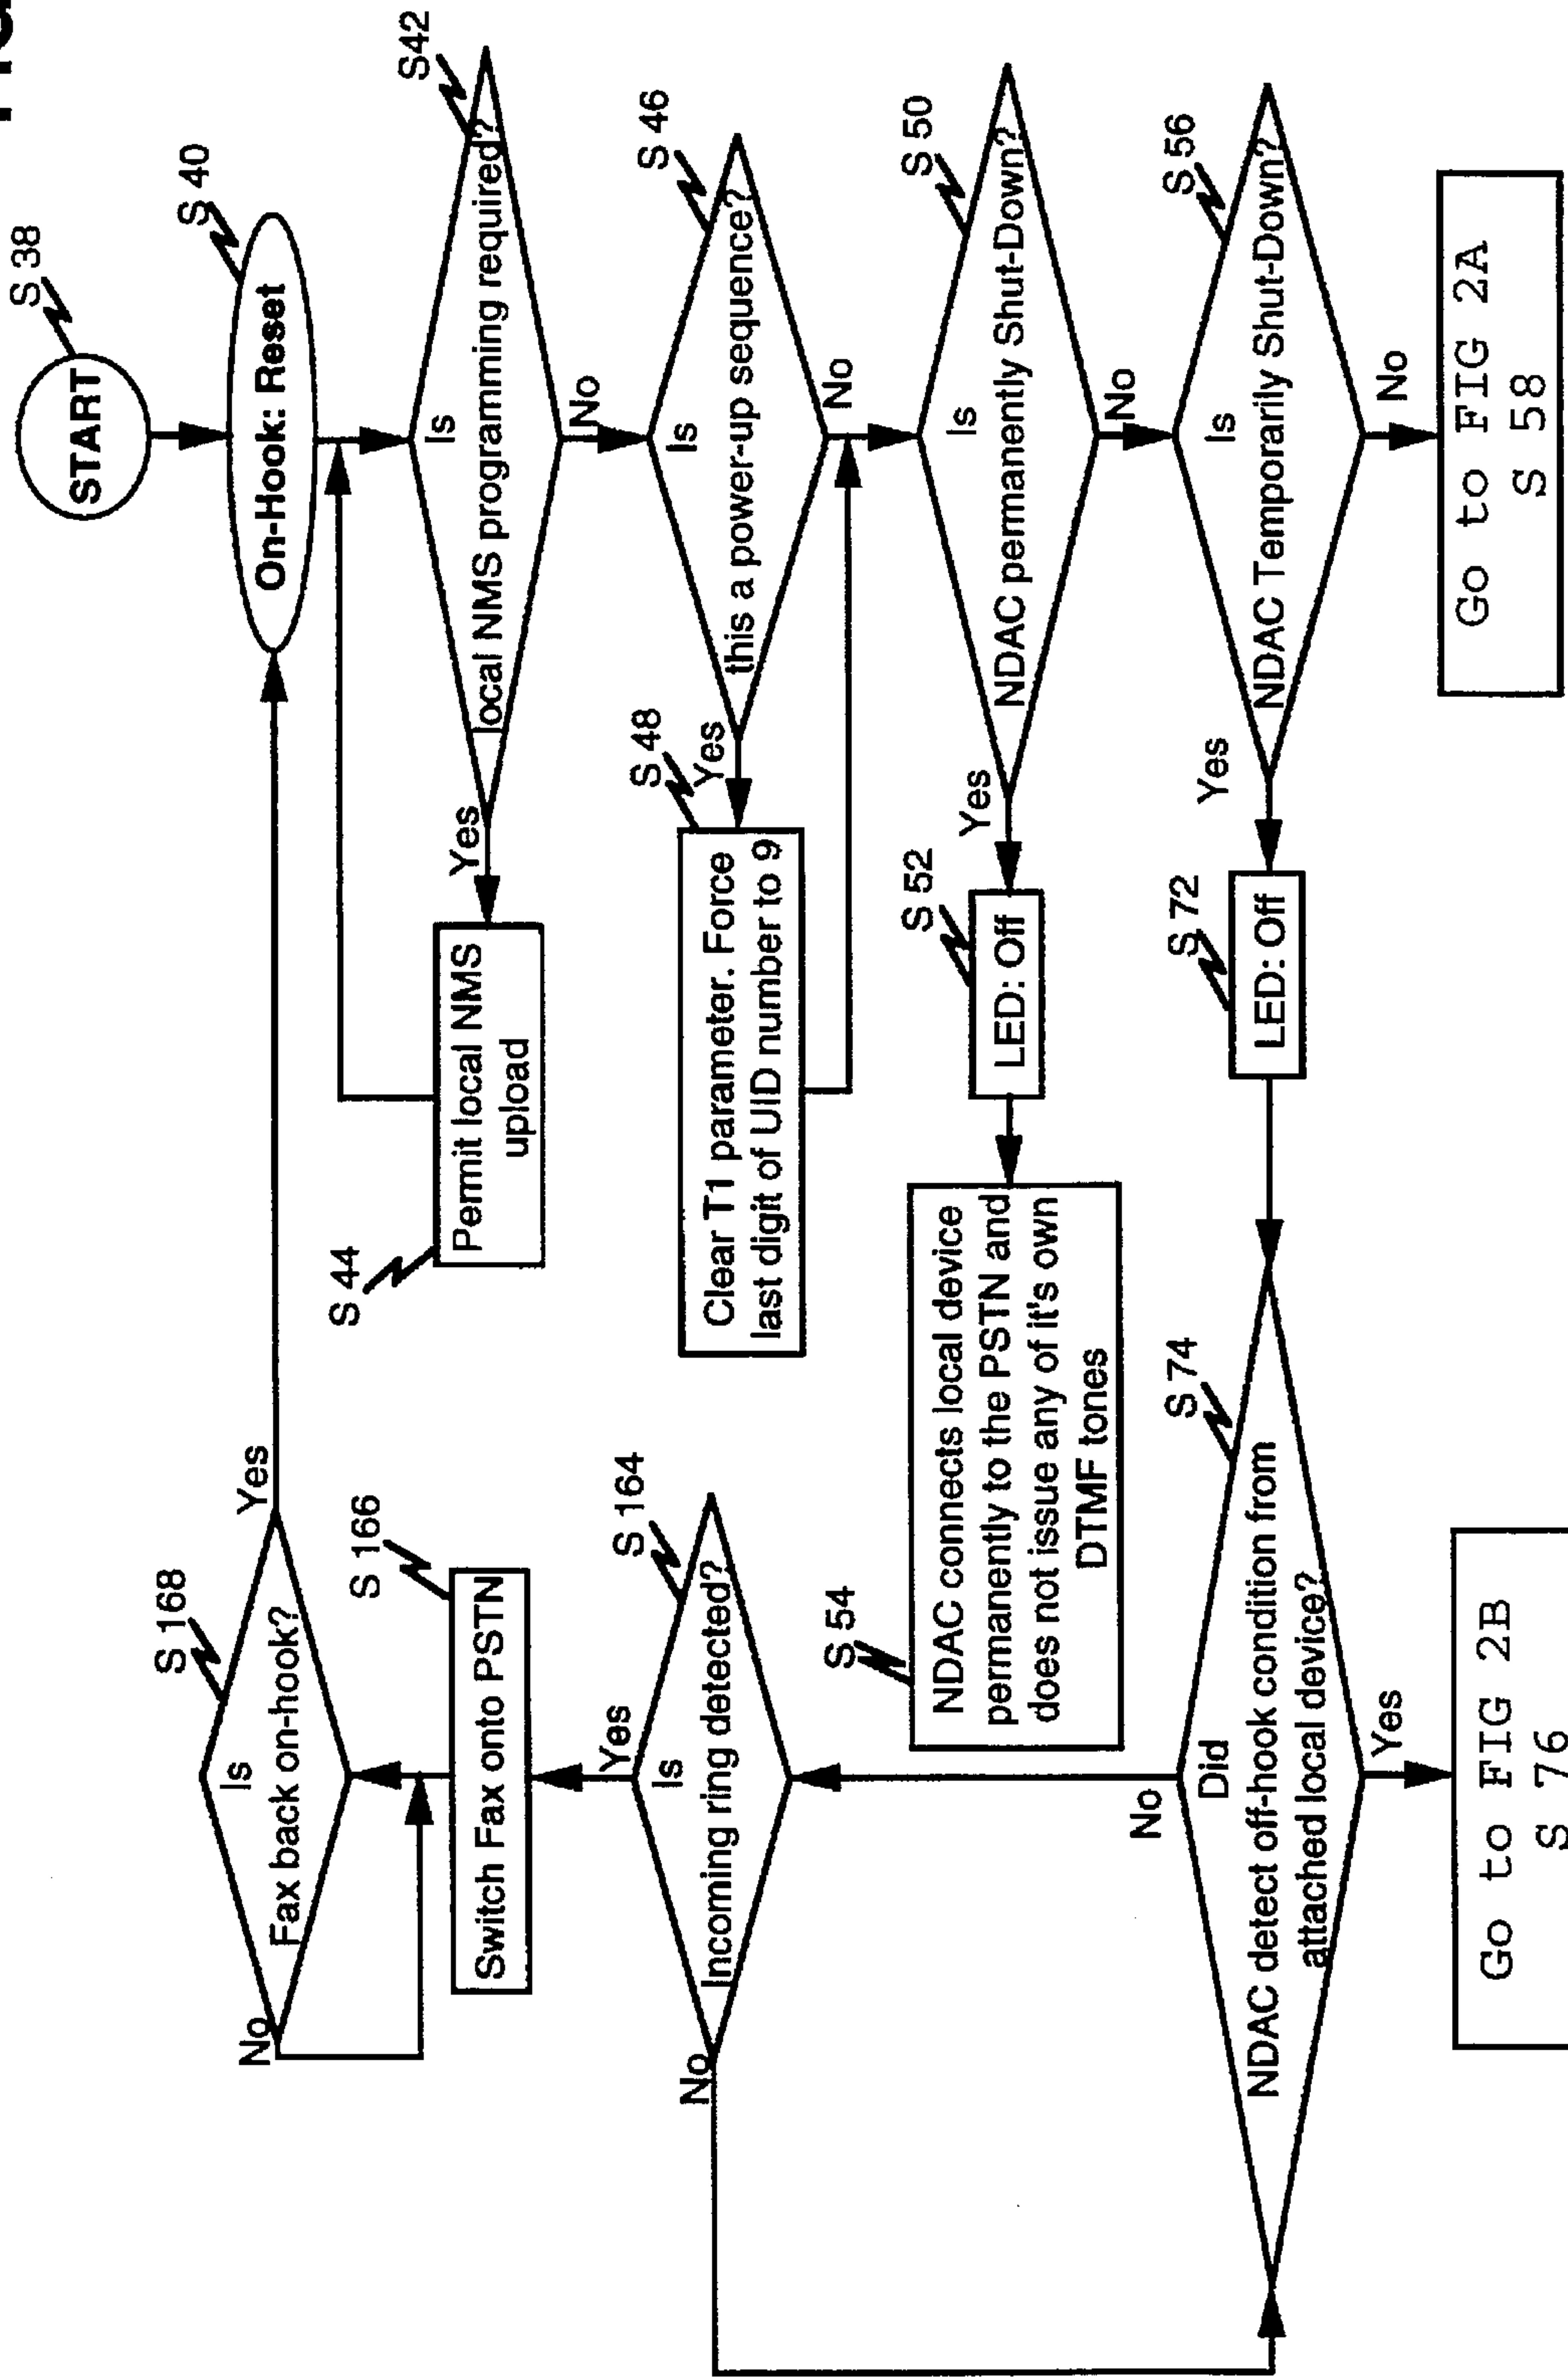 S 38
START
S 40
On-Hook: Reset
S42
Is
local NMS programming required?
Yes
No
S 44
Permit local NMS
upload
S 46
Is
this a power-up sequence?
Yes
No
S 48
Clear T1 parameter. Force
last digit of UID number to 9
S 50
Is
NDAC permanently Shut-Down?
Yes
No
S 52
LED: Off
S 54
NDAC connects local device
permanently to the PSTN and
does not issue any of it's own
DTMF tones
S 56
Is
NDAC Temporarily Shut-Down?
Yes
No
Go to FIG 2A
S 58
S 72
LED: Off
S 74
Did
NDAC detect off-hook condition from
attached local device?
No
Yes
Go to FIG 2B
S 76
S 164
Is
Incoming ring detected?
Yes
No
S 166
Switch Fax onto PSTN
S 168
Is
Fax back on-hook?
Yes
No